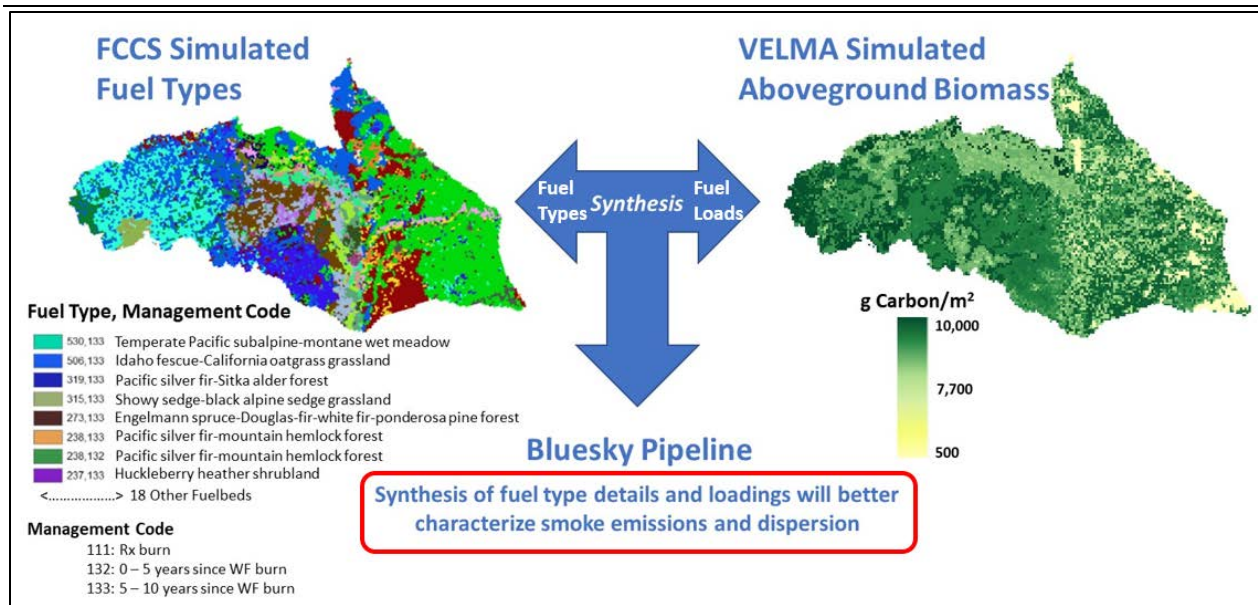 FCCS Simulated
Fuel Types
VELMA Simulated
Aboveground Biomass
Fuel
Types
Synthesis
Fuel
Loads
Fuel Type, Management Code
530,133 Temperate Pacific subalpine-montane wet meadow
506,133 Idaho fescue-California oatgrass grassland
319,133 Pacific silver fir-Sitka alder forest
315,133 Showy sedge-black alpine sedge grassland
273,133 Engelmann spruce-Douglas-fir-white fir-ponderosa pine forest
238,133 Pacific silver fir-mountain hemlock forest
238,132 Pacific silver fir-mountain hemlock forest
237,133 Huckleberry heather shrubland
<………………> 18 Other Fuelbeds
Management Code
111: Rx burn
132: 0 – 5 years since WF burn
133: 5 – 10 years since WF burn
g Carbon/m²
10,000
7,700
500
Bluesky Pipeline
Synthesis of fuel type details and loadings will better
characterize smoke emissions and dispersion